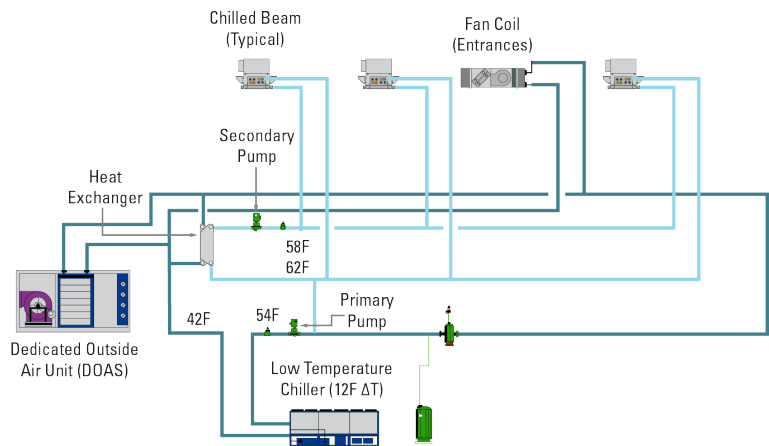 Chilled Beam
(Typical)
Fan Coil
(Entrances)
Secondary
Pump
Heat
Exchanger
58F
62F
42F
54F
Primary
Pump
Dedicated Outside
Air Unit (DOAS)
Low Temperature
Chiller (12F ΔT)